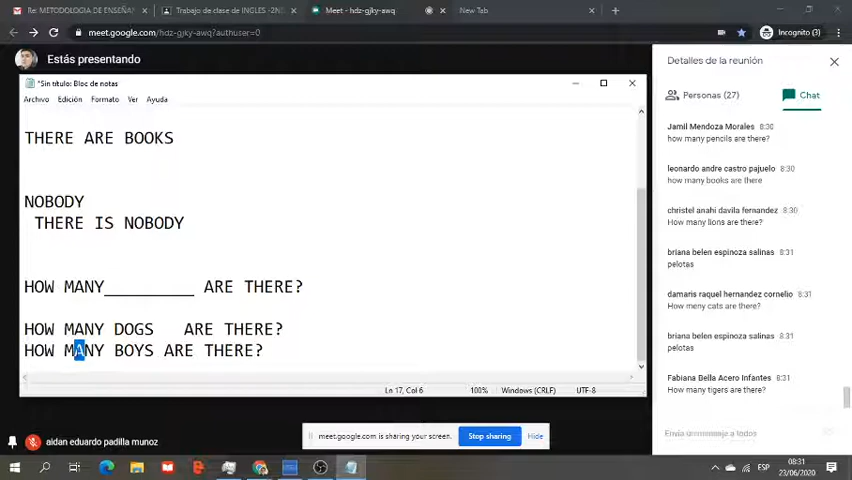 Re: METODOLOGIA DE ENSEÑAN
Trabajo de clase de INGLES -2N
Meet - hdz-gjky-awq
New Tab
meet.google.com/hdz-gjky-awq?authuser=0
Incógnito (3)
Estás presentando
*Sin título: Bloc de notas
Archivo Edición Formato Ver Ayuda
THERE ARE BOOKS
NOBODY
THERE IS NOBODY
HOW MANY_________ ARE THERE?
HOW MANY DOGS ARE THERE?
HOW MANY BOYS ARE THERE?
Ln 17, Col 6 100% Windows (CRLF) UTF-8
aidan eduardo padilla munoz
meet.google.com is sharing your screen. Stop sharing Hide
Detalles de la reunión
Personas (27) Chat
Jamil Mendoza Morales 8:30
how many pencils are there?
leonardo andre castro pajuelo 8:30
how many books are there
christel anahi davila fernandez 8:30
How many lions are there?
briana belen espinoza salinas 8:31
pelotas
damaris raquel hernandez cornelio 8:31
How meny cats are there?
briana belen espinoza salinas 8:31
pelotas
Fabiana Bella Acero Infantes 8:31
How many tigers are there?
a todos
ESP
08:31
23/06/2020